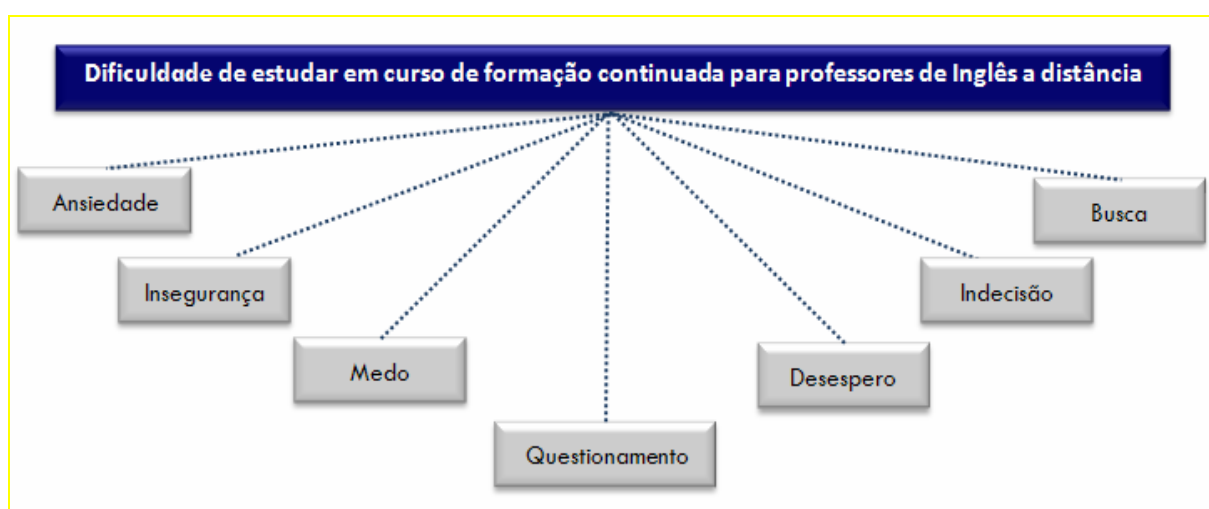 Dificuldade de estudar em curso de formação continuada para professores de Inglês a distância
Ansiedade
Busca
Insegurança
Indecisão
Medo
Desespero
Questionamento